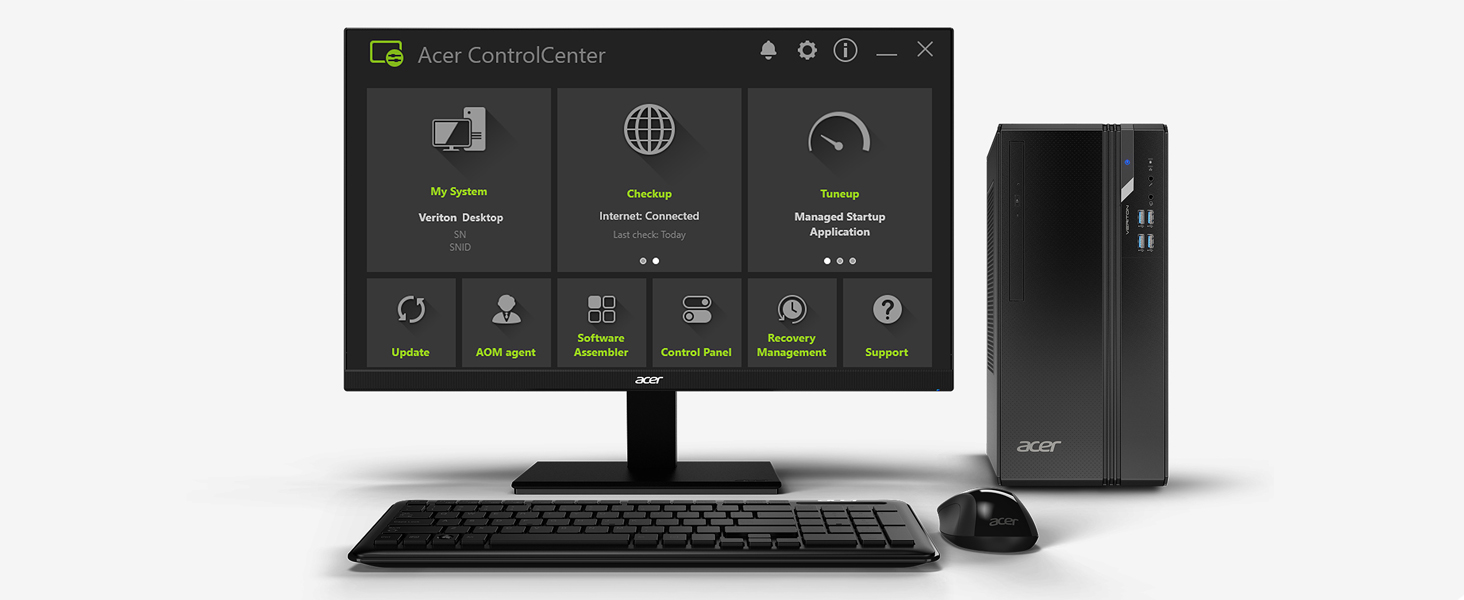 Acer ControlCenter
My System
Veriton Desktop
SN
SNID
Checkup
Internet: Connected
Last check: Today
Tuneup
Managed Startup
Application
Update
AOM agent
Software
Assembler
Control Panel
Recovery
Management
Support
acer
VERITON
acer
acer